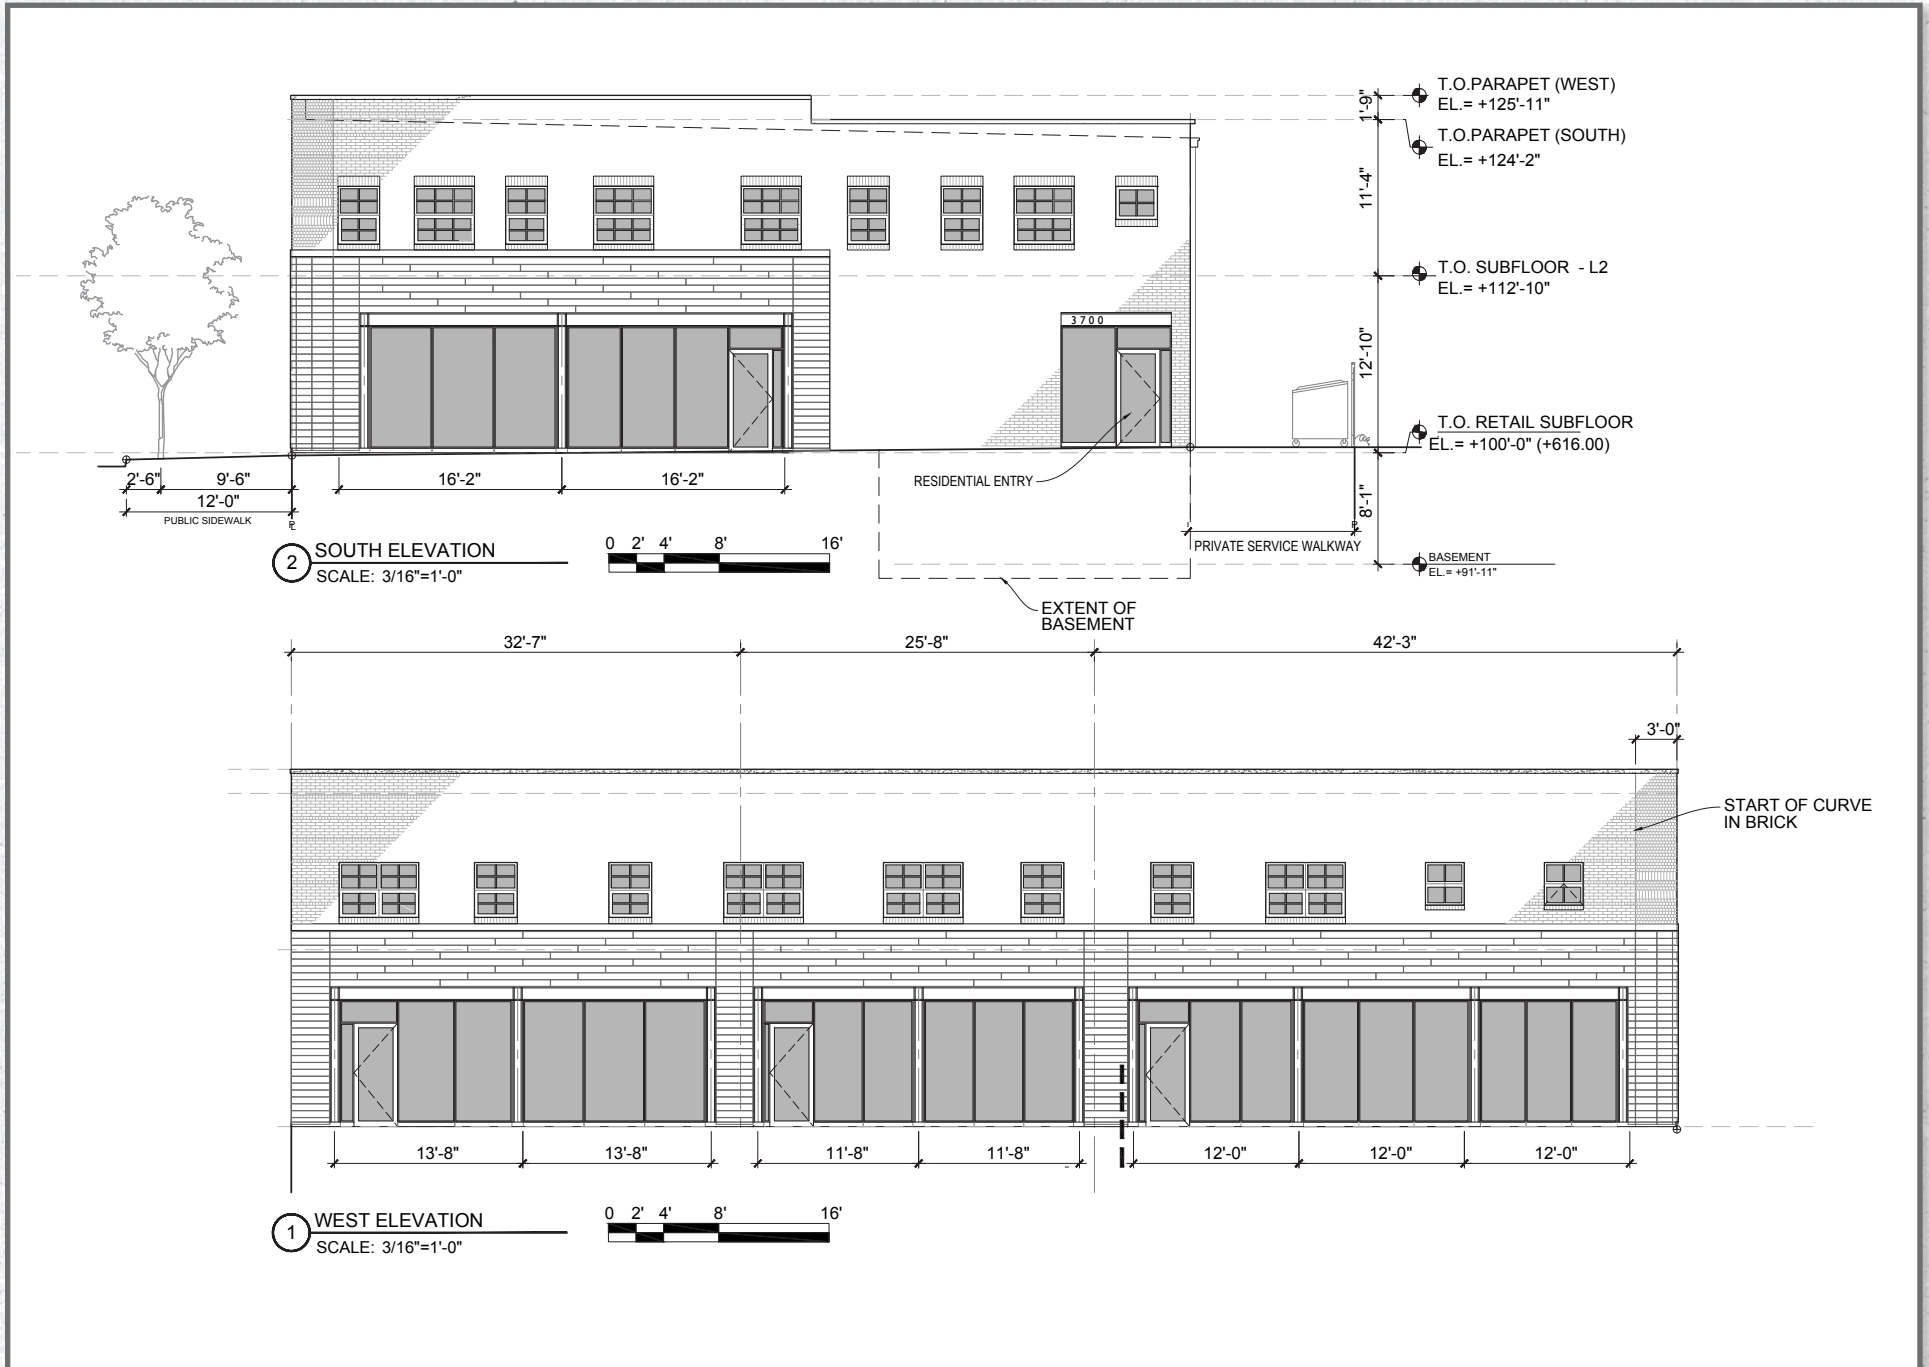 T.O.PARAPET (WEST)
EL.= +125'-11"
1'-9"
T.O.PARAPET (SOUTH)
EL.= +124'-2"
11'-4"
T.O. SUBFLOOR - L2
EL.= +112'-10"
3700
12'-10"
T.O. RETAIL SUBFLOOR
EL.= +100'-0" (+616.00)
2'-6"
9'-6"
16'-2"
16'-2"
RESIDENTIAL ENTRY
12'-0"
PUBLIC SIDEWALK
8'-1"
PRIVATE SERVICE WALKWAY
BASEMENT
EL.= +91'-11"
2
SOUTH ELEVATION
SCALE: 3/16"=1'-0"
0 2' 4' 8' 16'
EXTENT OF
BASEMENT
32'-7"
25'-8"
42'-3"
3'-0"
START OF CURVE
IN BRICK
13'-8"
13'-8"
11'-8"
11'-8"
12'-0"
12'-0"
12'-0"
1
WEST ELEVATION
SCALE: 3/16"=1'-0"
0 2' 4' 8' 16'